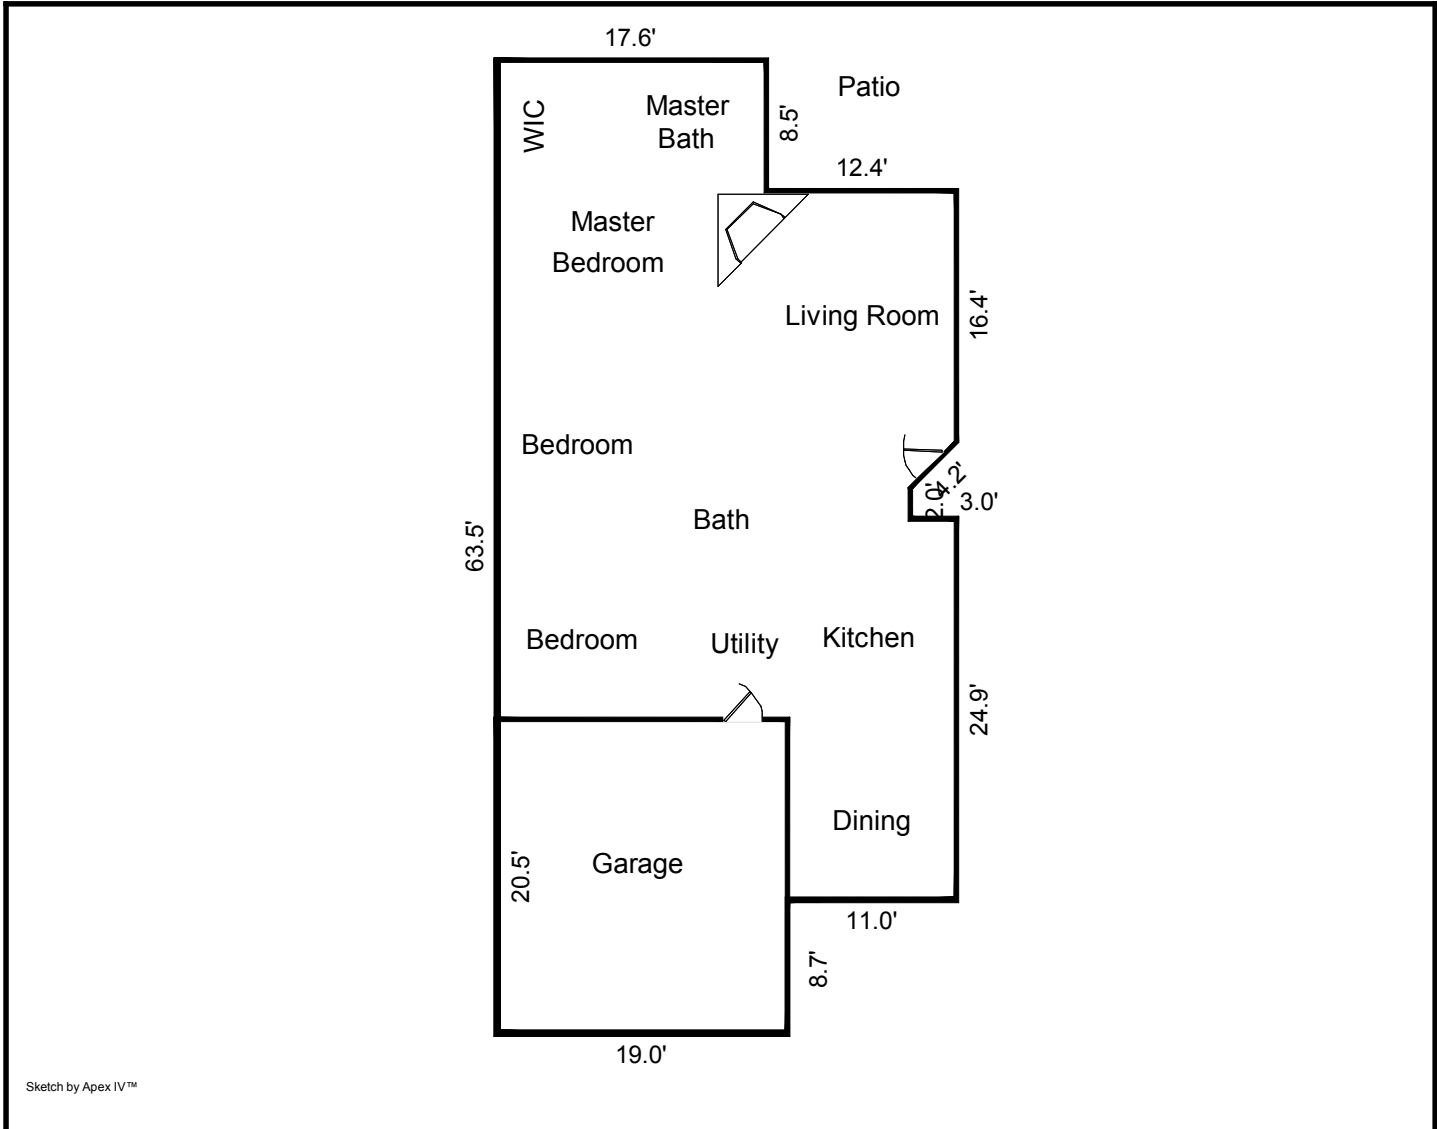 17.6'
Patio
WIC
Master
Bath
8.5'
12.4'
Master
Bedroom
Living Room
16.4'
Bedroom
4.2'
2.0'
3.0'
Bath
63.5'
Bedroom
Utility
Kitchen
24.9'
Dining
Garage
20.5'
11.0'
8.7'
19.0'
Sketch by Apex IV™